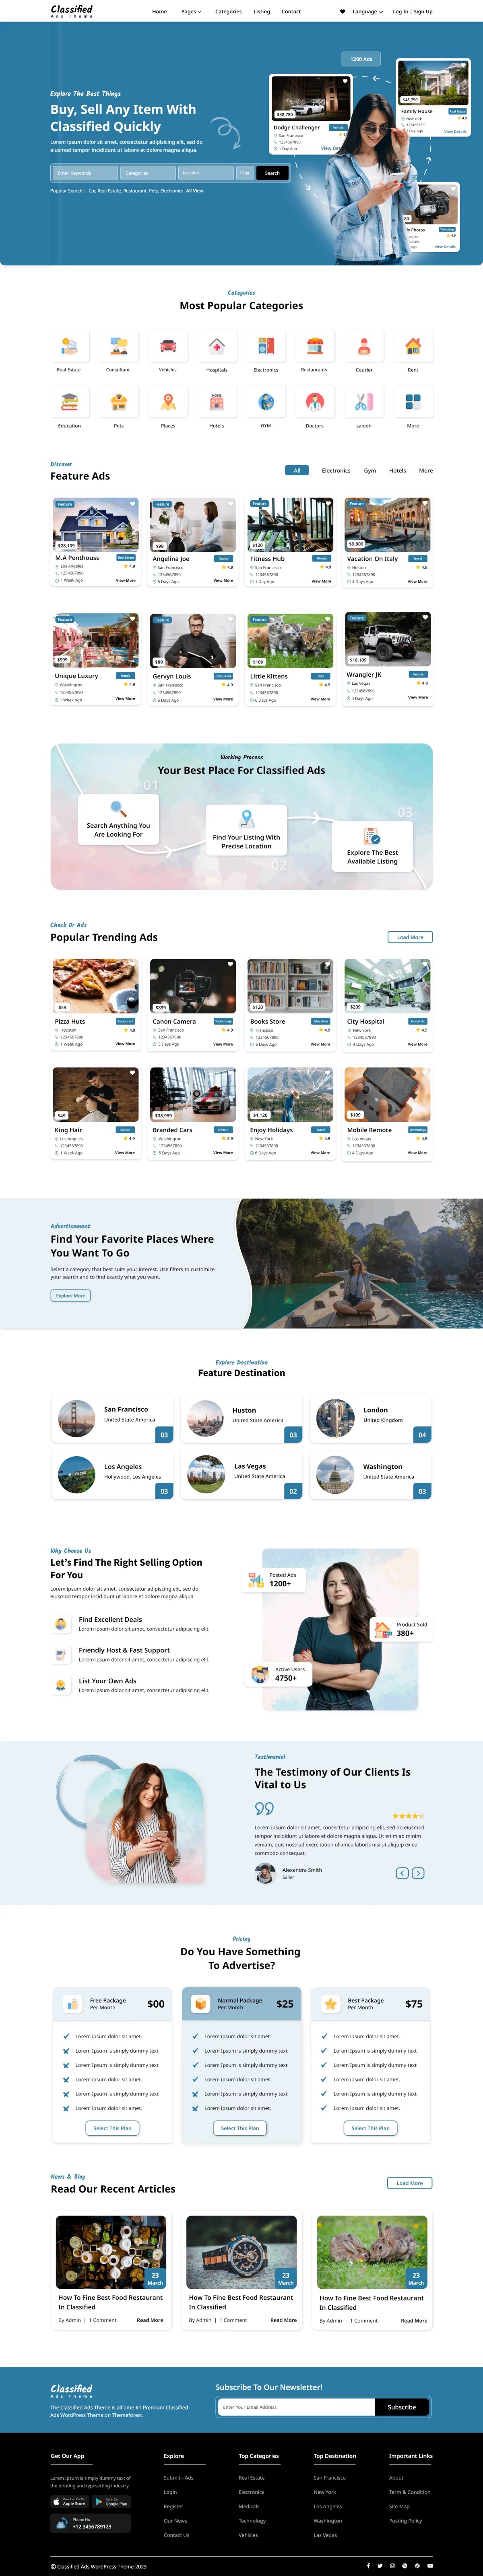 Classified
Ads Theme
Home
Pages
Categories
Listing
Contact
Language
Log In | Sign Up
1200 Ads
Explore The Best Things
Buy, Sell Any Item With
Classified Quickly
Lorem ipsum dolor sit amet, consectetur adipiscing elit, sed do
eiusmod tempor incididunt ut labore et dolore magna aliqua.
Enter Keywords
Categories
Location
Search
Popular Search :- Car, Real Estate, Restaurant, Pets, Electronics All View
$38,780
Dodge Challenger
Vehicle
San Francisco
1234567890
1 Day Ago
$48,790
Family House
Real Estate
New York
4.9
1234567890
1 Day Ago
View Details
Technology
4.9
View Details
Categories
Most Popular Categories
Real Estate
Consultant
Vehicles
Hospitals
Electronics
Restaurants
Courier
Rent
Education
Pets
Places
Hotels
GYM
Doctors
saloon
More
Discover
Feature Ads
All
Electronics
Gym
Hotels
More
Feature
$28,109
M.A Penthouse
Real Estate
Los Angeles
4.9
1234567890
1 Week Ago
View More
Feature
$99
Angelina Joe
San Francisco
4.9
1234567890
5 Days Ago
View More
Feature
$120
Fitness Hub
San Francisco
4.9
1234567890
1 Day Ago
View More
Feature
$9,809
Vacation On Italy
Travel
Huston
4.9
1234567890
4 Days Ago
View More
Feature
$999
Unique Luxury
Washington
4.9
1234567890
1 Week Ago
View More
Feature
$89
Gervyn Louis
Consultant
San Francisco
4.9
1234567890
5 Days Ago
View More
Feature
$109
Little Kittens
Pets
San Francisco
4.9
1234567890
6 Days Ago
View More
Feature
$18,109
Wrangler JK
Vehicle
Las Vegas
4.9
1234567890
4 Days Ago
View More
Working Process
Your Best Place For Classified Ads
01
Search Anything You
Are Looking For
Find Your Listing With
Precise Location
02
03
Explore The Best
Available Listing
Check Or Ads
Popular Trending Ads
Load More
$59
Pizza Huts
Restaurant
Houston
4.9
1234567890
1 Week Ago
View More
$899
Canon Camera
Technology
San Francisco
4.9
1234567890
5 Days Ago
View More
$120
Books Store
Education
Francisco
4.9
1234567890
6 Days Ago
View More
$209
City Hospital
Hospital
New York
4.9
1234567890
4 Days Ago
View More
$49
King Hair
Saloon
Los Angeles
4.9
1234567890
1 Week Ago
View More
$38,999
Branded Cars
Vehicle
Washington
4.9
1234567890
5 Days Ago
View More
$1,120
Enjoy Holidays
Travel
New York
4.9
1234567890
6 Days Ago
View More
$109
Mobile Remote
Technology
Los Vegas
4.9
1234567890
4 Days Ago
View More
Advertisement
Find Your Favorite Places Where
You Want To Go
Select a category that best suits your interest. Use filters to customize
your search and to find exactly what you want.
Explore More
Explore Destination
Feature Destination
San Francisco
United State America
03
Huston
United State America
03
London
United Kingdom
04
Los Angeles
Hollywood, Los Angeles
03
Las Vegas
United State America
02
Washington
United State America
03
Why Choose Us
Let's Find The Right Selling Option
For You
Lorem ipsum dolor sit amet, consectetur adipiscing elit, sed do
eiusmod tempor incididunt ut labore et dolore magna aliqua.
Find Excellent Deals
Lorem ipsum dolor sit amet, consectetur adipiscing elit,
Friendly Host & Fast Support
Lorem ipsum dolor sit amet, consectetur adipiscing elit,
List Your Own Ads
Lorem ipsum dolor sit amet, consectetur adipiscing elit,
Posted Ads
1200+
Product Sold
380+
Active Users
4750+
Testimonial
The Testimony of Our Clients Is
Vital to Us
Lorem ipsum dolor sit amet, consectetur adipiscing elit, sed do eiusmod
tempor incididunt ut labore et dolore magna aliqua. Ut enim ad minim
veniam, quis nostrud exercitation ullamco laboris nisi ut aliquip ex ea
commodo consequat.
Alexandra Smith
Saller
Pricing
Do You Have Something
To Advertise?
Free Package
Per Month
$00
Lorem ipsum dolor sit amet.
Lorem Ipsum is simply dummy text
Lorem Ipsum is simply dummy text
Lorem ipsum dolor sit amet.
Lorem Ipsum is simply dummy text
Lorem ipsum dolor sit amet.
Select This Plan
Normal Package
Per Month
$25
Lorem ipsum dolor sit amet.
Lorem Ipsum is simply dummy text
Lorem Ipsum is simply dummy text
Lorem ipsum dolor sit amet.
Lorem Ipsum is simply dummy text
Lorem ipsum dolor sit amet.
Select This Plan
Best Package
Per Month
$75
Lorem ipsum dolor sit amet.
Lorem Ipsum is simply dummy text
Lorem Ipsum is simply dummy text
Lorem ipsum dolor sit amet.
Lorem Ipsum is simply dummy text
Lorem ipsum dolor sit amet.
Select This Plan
News & Blog
Read Our Recent Articles
Load More
23
March
How To Fine Best Food Restaurant
In Classified
By Admin | 1 Comment
Read More
23
March
How To Fine Best Food Restaurant
In Classified
By Admin | 1 Comment
Read More
23
March
How To Fine Best Food Restaurant
In Classified
By Admin | 1 Comment
Read More
Classified
Ads Theme
The Classified Ads Theme is all time #1 Premium Classified
Ads WordPress Theme on Themeforest.
Subscribe To Our Newsletter!
Enter Your Email Address
Subscribe
Get Our App
Lorem Ipsum is simply dummy text of
the printing and typesetting industry.
Apple Store
Google Play
Phone No
+12 3456789123
Explore
Submit - Ads
Login
Register
Our News
Contact Us
Top Categories
Real Estate
Electronics
Medicals
Technology
Vehicles
Top Destination
San Francisco
New York
Los Angeles
Washington
Las Vegas
Important Links
About
Term & Condition
Site Map
Posting Policy
© Classified Ads WordPress Theme 2023